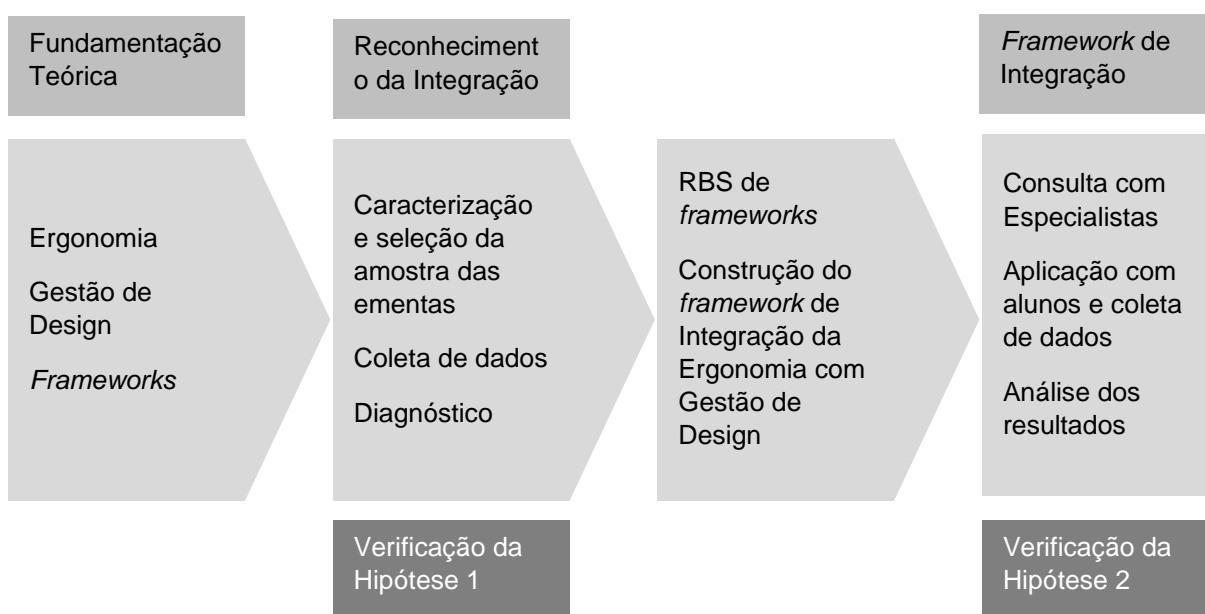 Fundamentação
Teórica
Ergonomia
Gestão de
Design
Frameworks
Reconheciment
o da Integração
Caracterização
e seleção da
amostra das
ementas
Coleta de dados
Diagnóstico
Verificação da
Hipótese 1
RBS de
frameworks
Construção do
framework de
Integração da
Ergonomia com
Gestão de
Design
Framework de
Integração
Consulta com
Especialistas
Aplicação com
alunos e coleta
de dados
Análise dos
resultados
Verificação da
Hipótese 2